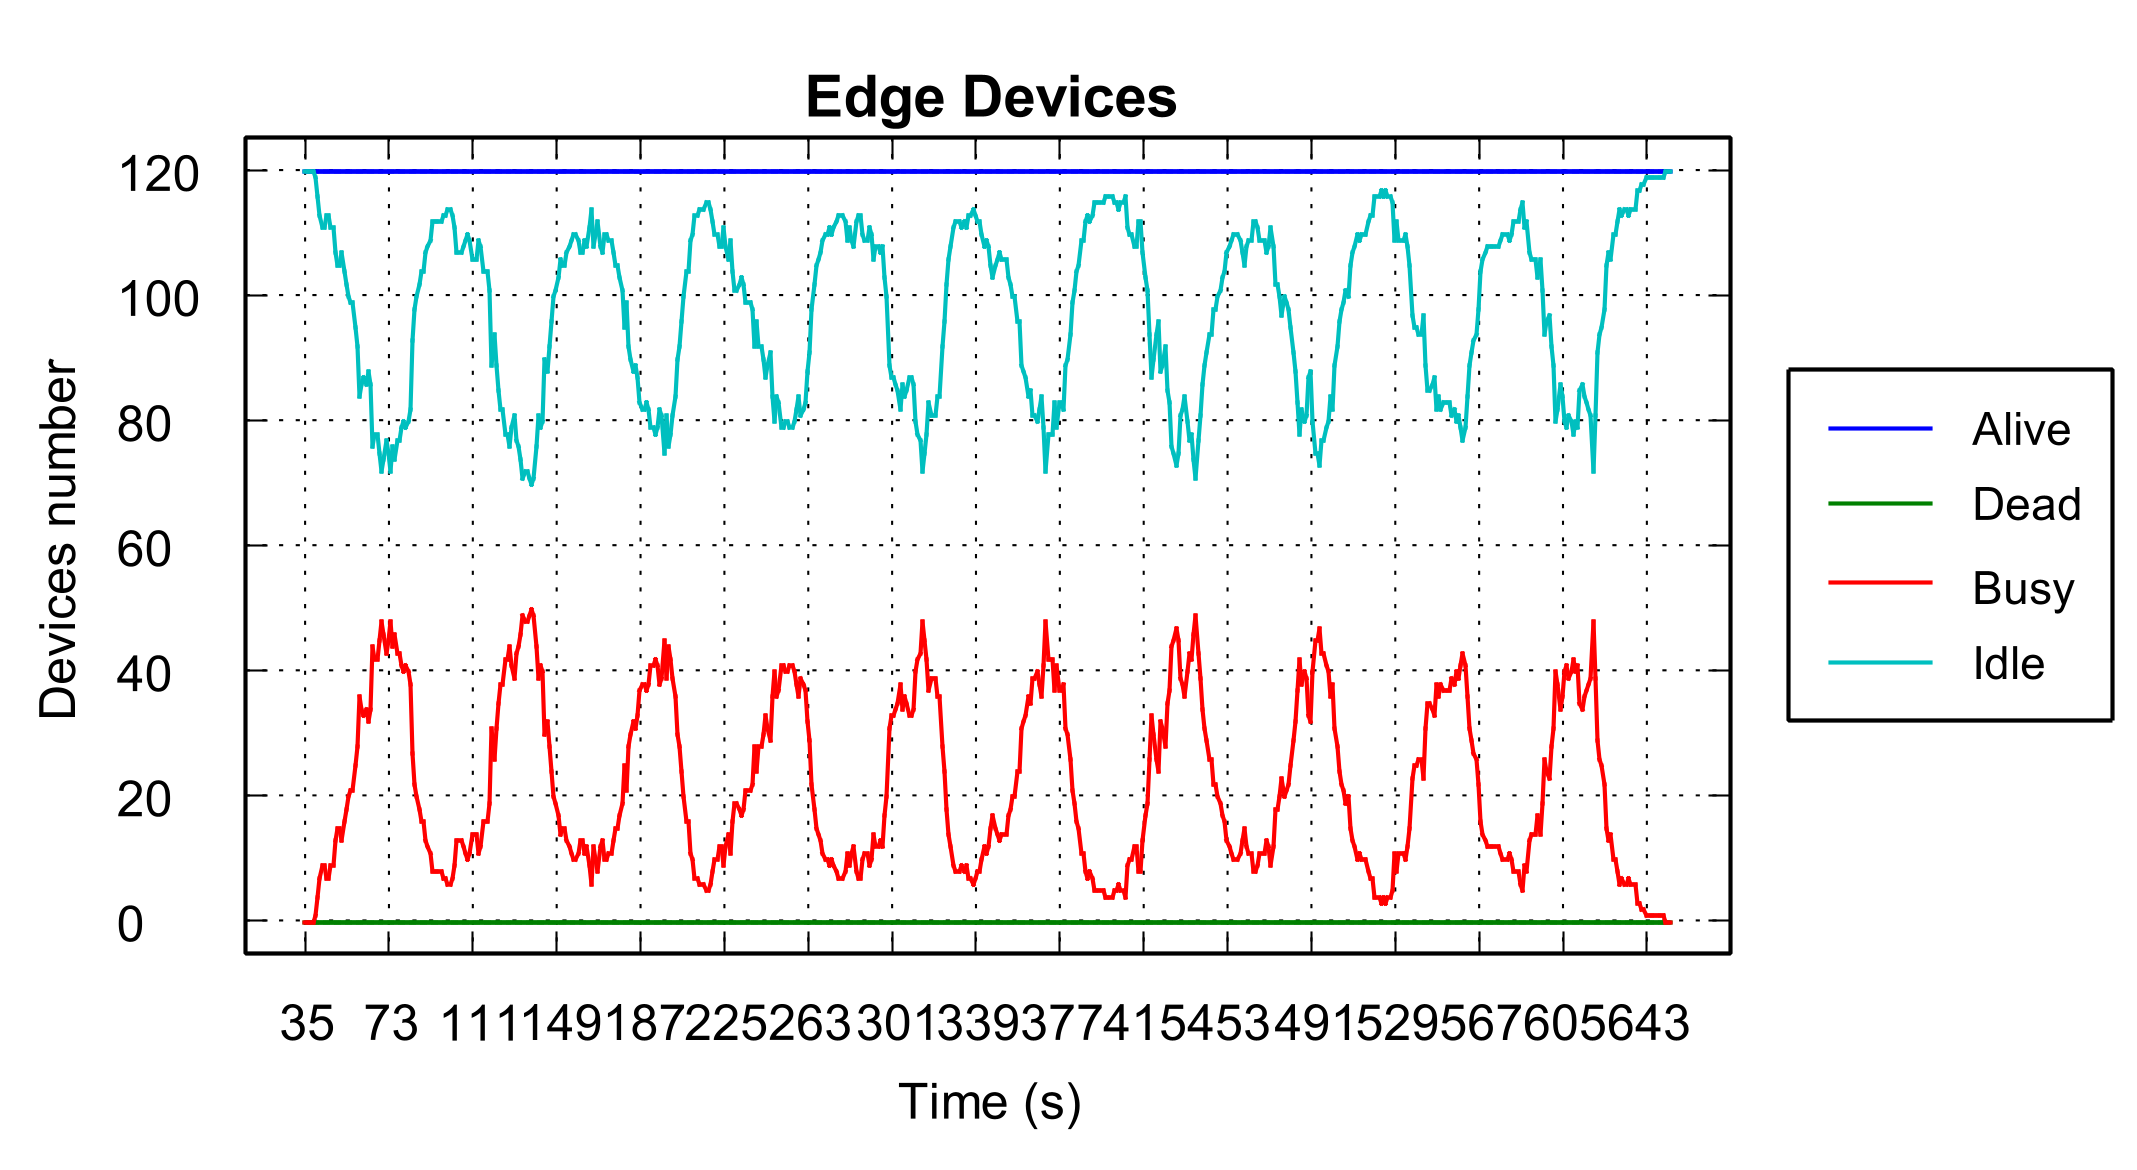 Edge Devices
120
100
80
60
40
20
0
Devices number
35 73 111 149 187 225 263 301 339 377 415 453 491 529 567 605 643
Time (s)
Alive
Dead
Busy
Idle